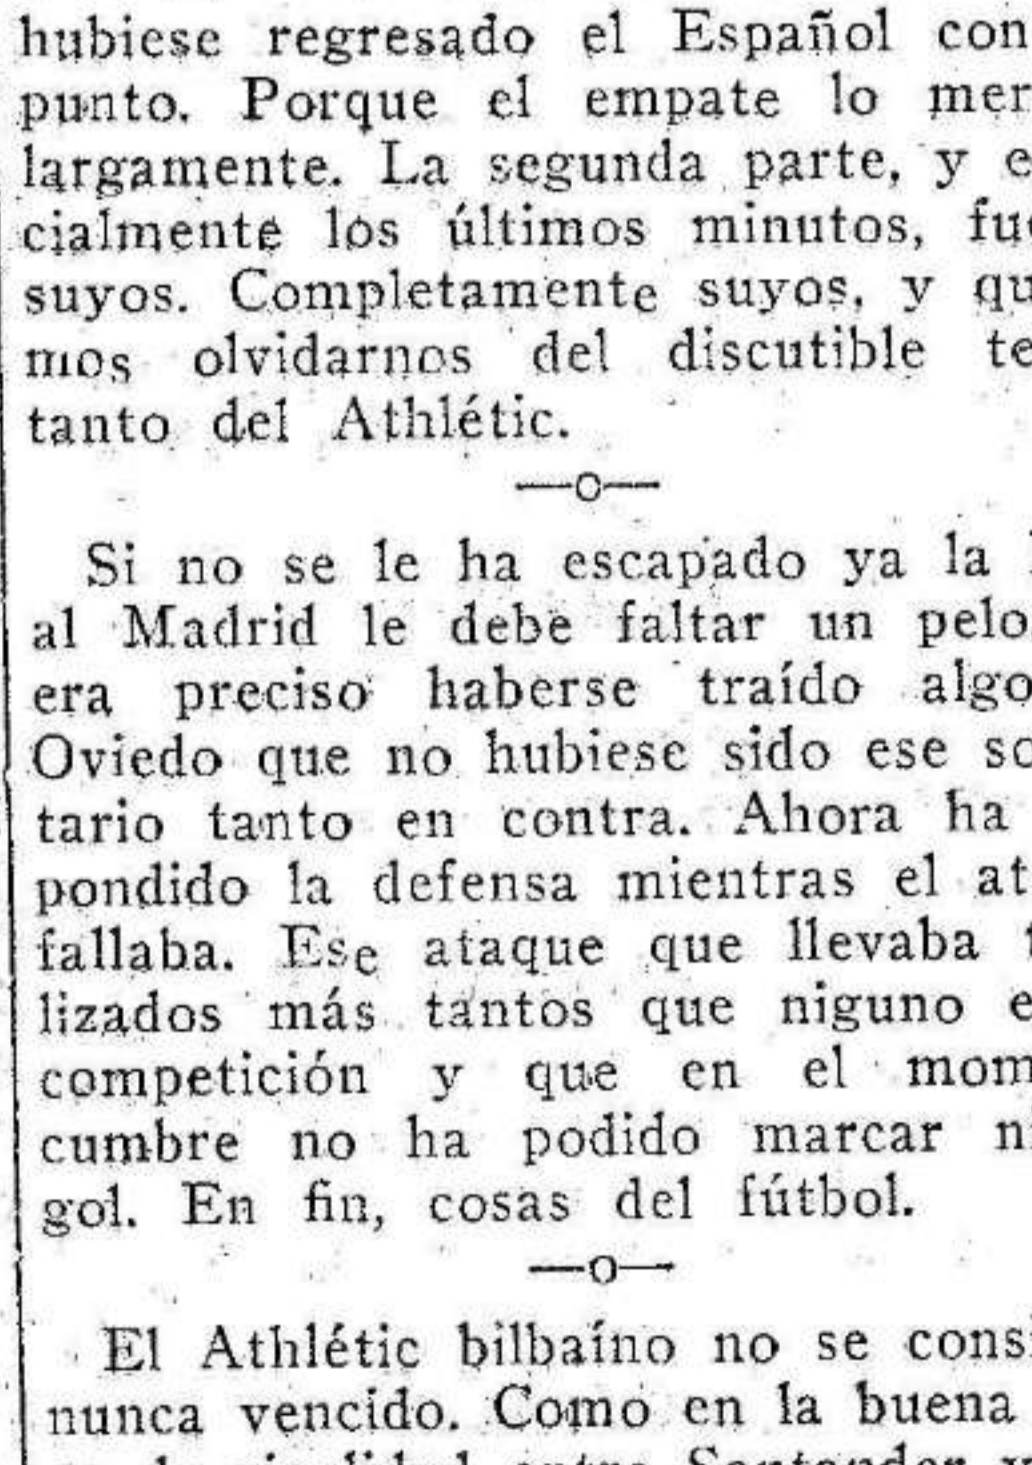 hubiese regresado el Español con
punto. Porque el empate lo mer
largamente. La segunda parte, y e
cialmente los últimos minutos, fue
suyos. Completamente suyos, y qu
mos olvidarnos del discutible te
tanto del Athlétic.
—o—
Si no se le ha escapado ya la
al Madrid le debe faltar un pelo
era preciso haberse traído algo
Oviedo que no hubiese sido ese so
tario tanto en contra. Ahora ha
pondido la defensa mientras el at
fallaba. Ese ataque que llevaba
lizados más tantos que niguno e
competición y que en el mom
cumbre no ha podido marcar ni
gol. En fin, cosas del fútbol.
—o—
El Athlétic bilbaíno no se consi
nunca vencido. Como en la buena
entre Santander y